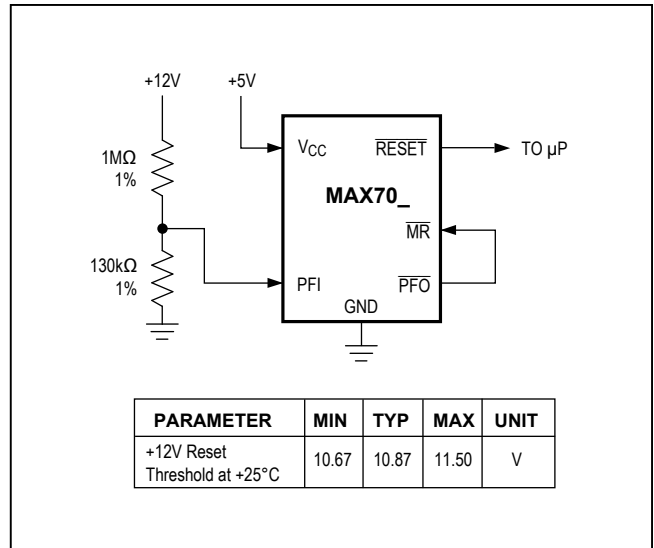 +12V +5V
1MΩ
1%
130kΩ
1%
VCC RESET TO µP
MAX70_
MR
PFI PFO
GND
PARAMETER MIN TYP MAX UNIT
+12V Reset
Threshold at +25°C 10.67 10.87 11.50 V